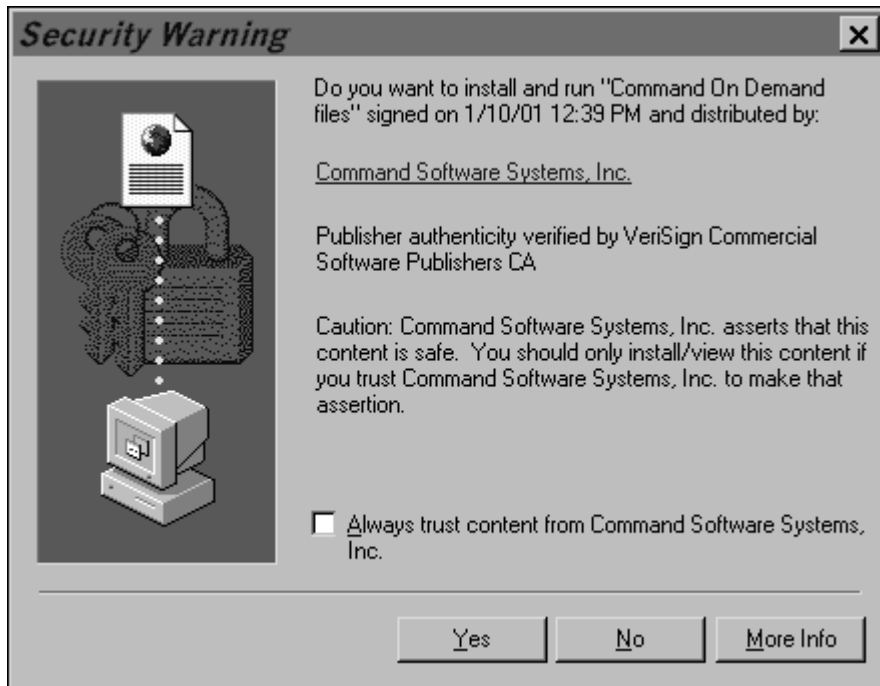 Security Warning
Do you want to install and run "Command On Demand
files" signed on 1/10/01 12:39 PM and distributed by:
Command Software Systems, Inc.
Publisher authenticity verified by VeriSign Commercial
Software Publishers CA
Caution: Command Software Systems, Inc. asserts that this
content is safe.  You should only install/view this content if
you trust Command Software Systems, Inc. to make that
assertion.
Always trust content from Command Software Systems,
Inc.
Yes No More Info